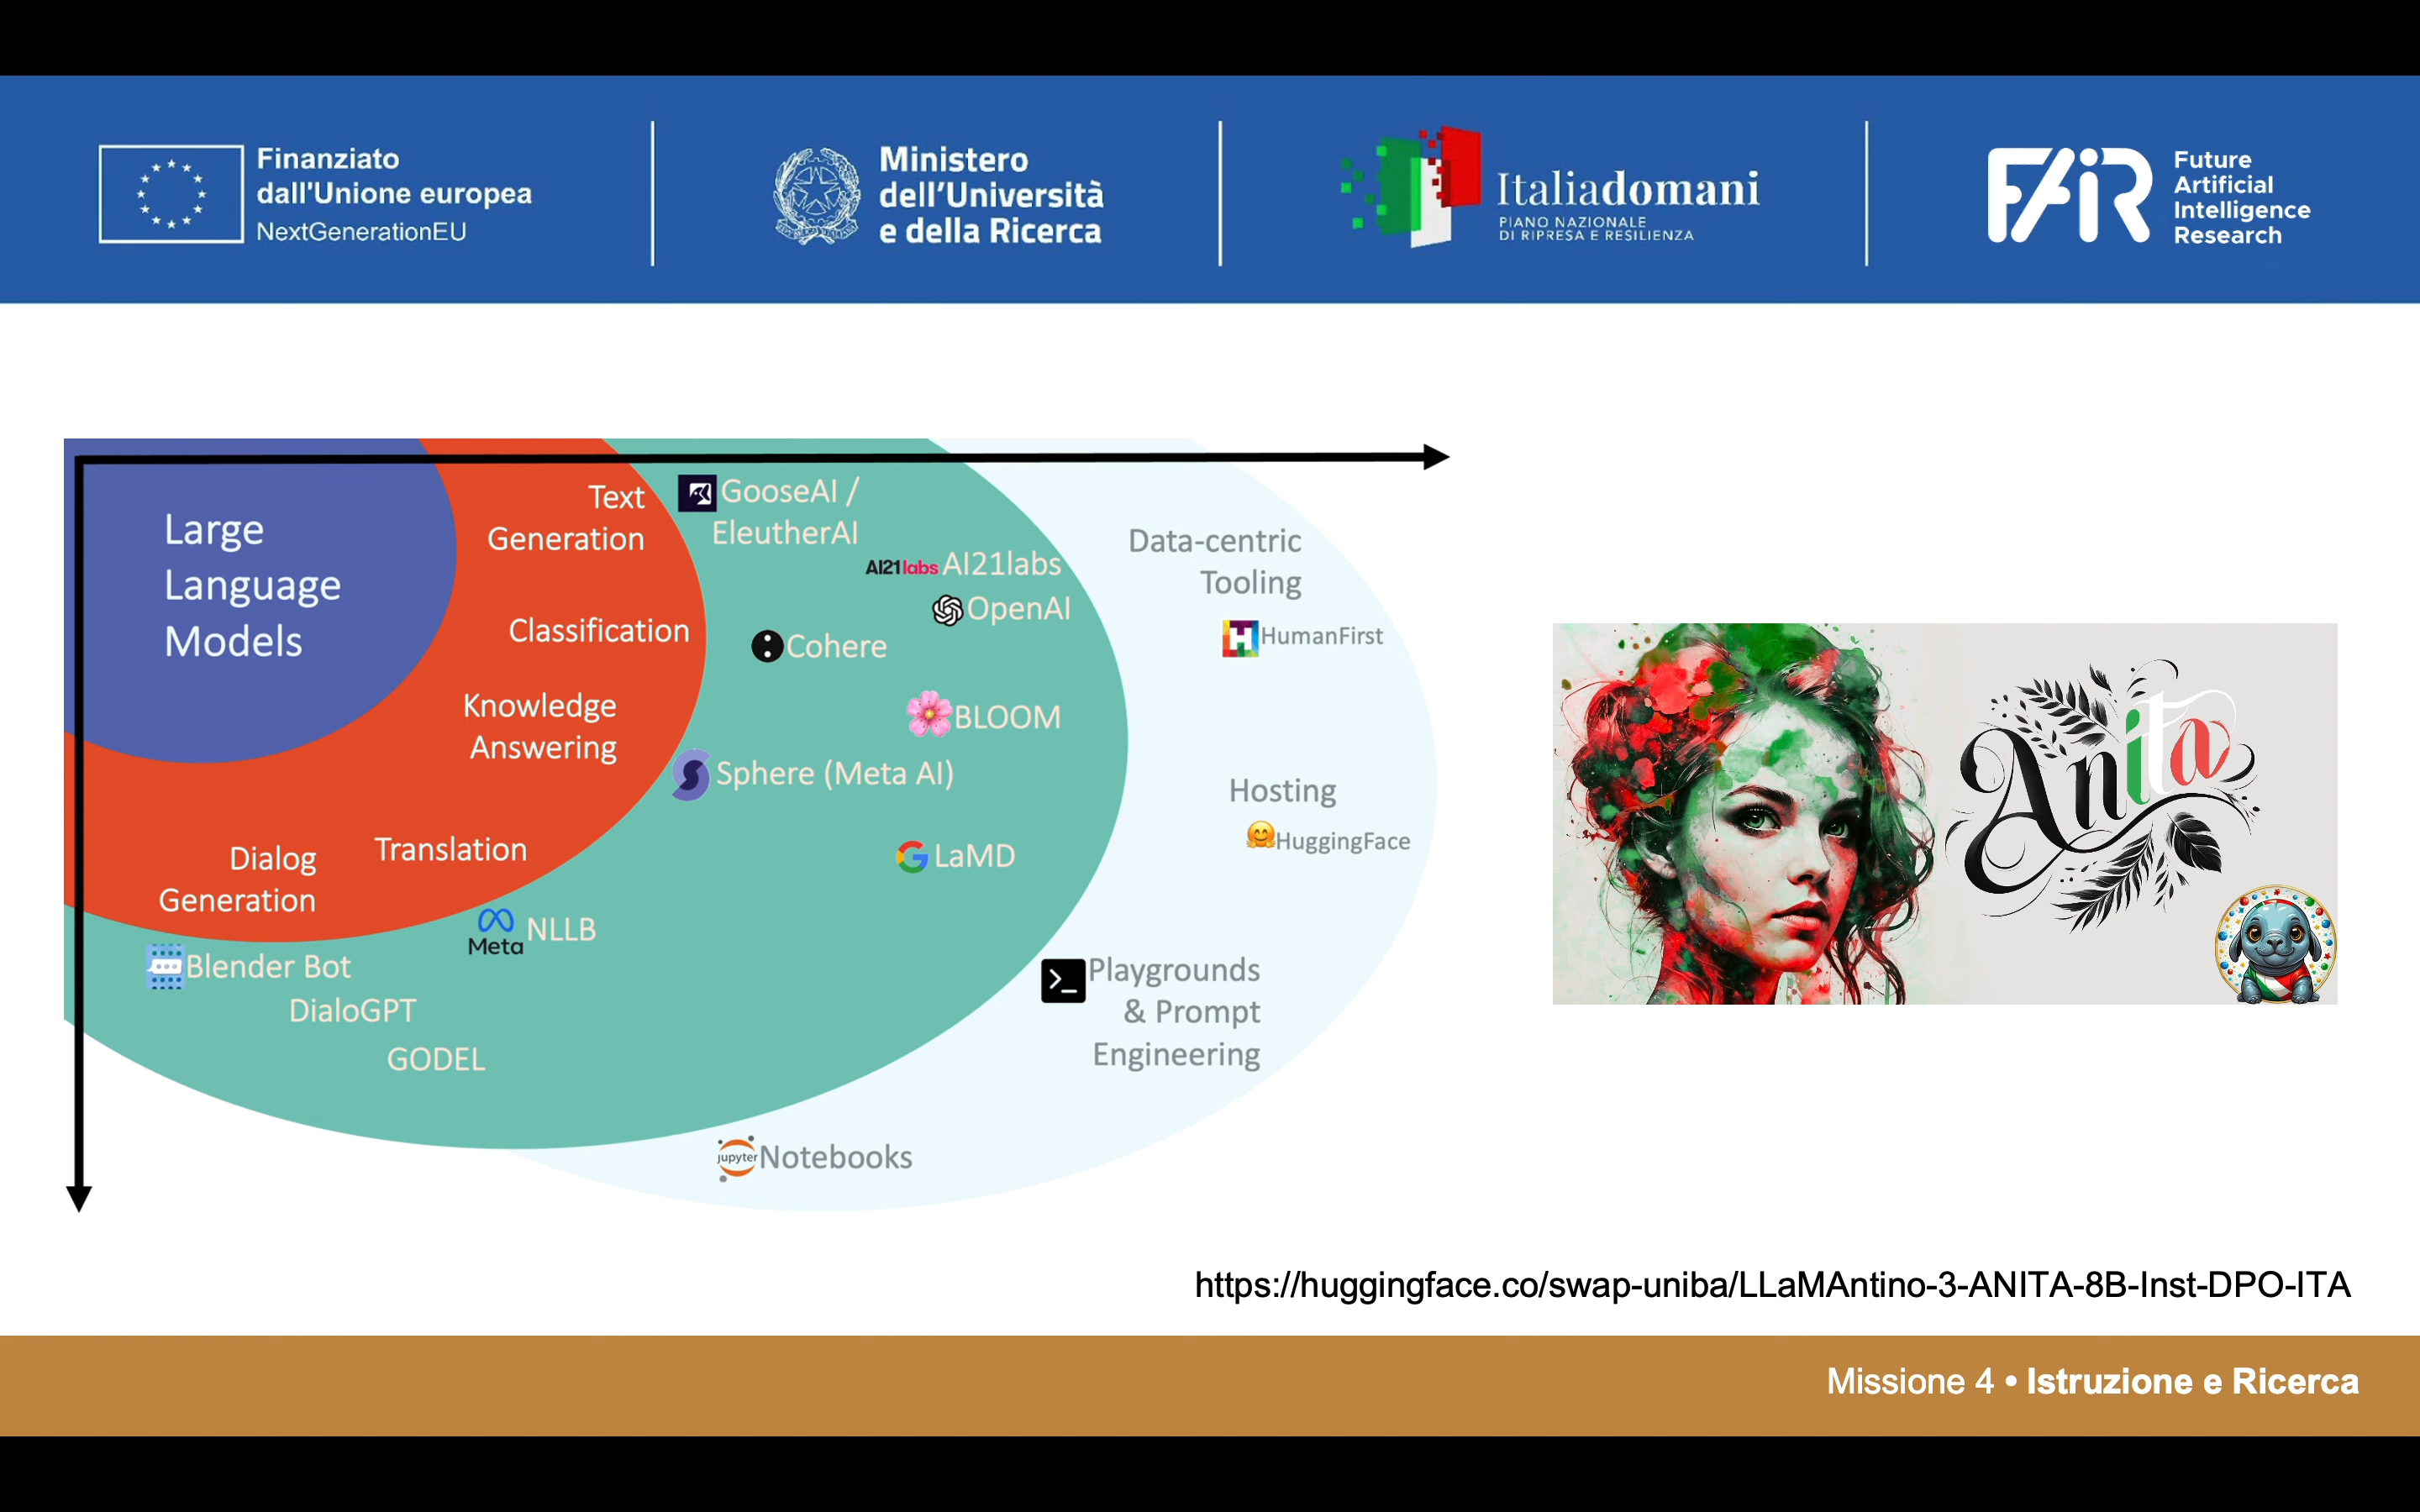 Finanziato
dall'Unione europea
NextGenerationEU
Ministero
dell'Università
e della Ricerca
Italiadomani
PIANO NAZIONALE
DI RIPRESA E RESILIENZA
FAIR
Future
Artificial
Intelligence
Research
Large
Language
Models
Text
Generation
Classification
Knowledge
Answering
Translation
Dialog
Generation
GooseAI /
EleutherAI
AI21labs AI21labs
OpenAI
Cohere
BLOOM
Sphere (Meta AI)
LaMD
Meta NLLB
Blender Bot
DialoGPT
GODEL
Data-centric
Tooling
H HumanFirst
Hosting
HuggingFace
Playgrounds
& Prompt
Engineering
jupyter Notebooks
Anita
https://huggingface.co/swap-uniba/LLaMAntino-3-ANITA-8B-Inst-DPO-ITA
Missione 4 • Istruzione e Ricerca